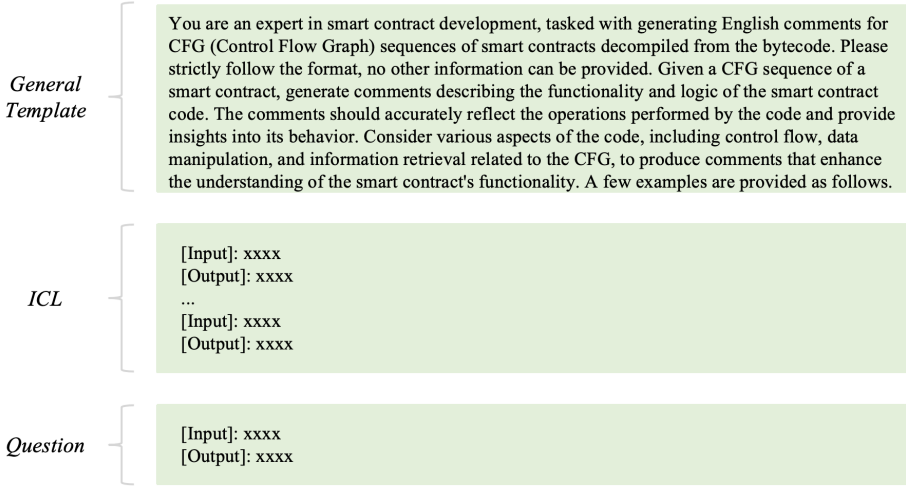 General
Template
You are an expert in smart contract development, tasked with generating English comments for
CFG (Control Flow Graph) sequences of smart contracts decompiled from the bytecode. Please
strictly follow the format, no other information can be provided. Given a CFG sequence of a
smart contract, generate comments describing the functionality and logic of the smart contract
code. The comments should accurately reflect the operations performed by the code and provide
insights into its behavior. Consider various aspects of the code, including control flow, data
manipulation, and information retrieval related to the CFG, to produce comments that enhance
the understanding of the smart contract's functionality. A few examples are provided as follows.
ICL
[Input]: xxxx
[Output]: xxxx
...
[Input]: xxxx
[Output]: xxxx
Question
[Input]: xxxx
[Output]: xxxx